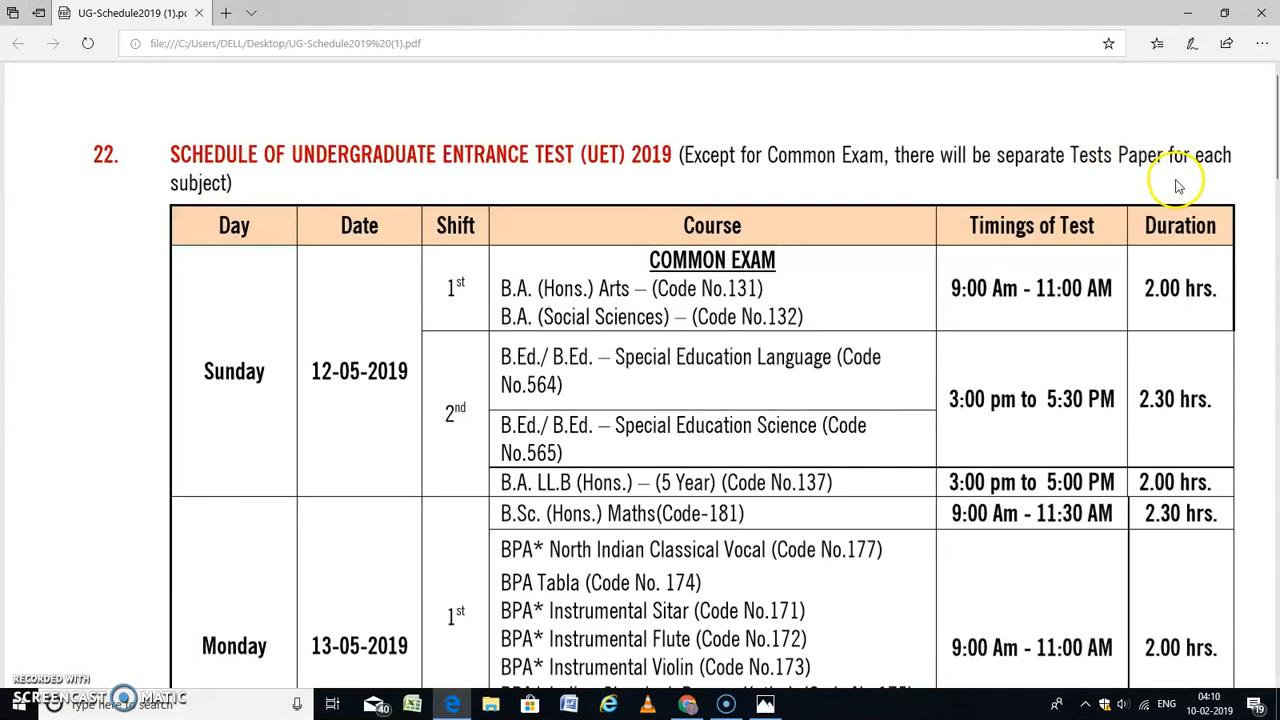 UG-Schedule2019 (1).pc
file:///C:/Users/DELL/Desktop/UG-Schedule2019%20(1).pdf
22. SCHEDULE OF UNDERGRADUATE ENTRANCE TEST (UET) 2019 (Except for Common Exam, there will be separate Tests Paper for each
subject)
Day Date Shift Course Timings of Test Duration
COMMON EXAM
1st B.A. (Hons.) Arts – (Code No.131) 9:00 Am - 11:00 AM 2.00 hrs.
B.A. (Social Sciences) – (Code No.132)
Sunday 12-05-2019
2nd
B.Ed./ B.Ed. – Special Education Language (Code
No.564)
3:00 pm to 5:30 PM 2.30 hrs.
B.Ed./ B.Ed. – Special Education Science (Code
No.565)
B.A. LL.B (Hons.) – (5 Year) (Code No.137) 3:00 pm to 5:00 PM 2.00 hrs.
B.Sc. (Hons.) Maths(Code-181) 9:00 Am - 11:30 AM 2.30 hrs.
BPA* North Indian Classical Vocal (Code No.177)
BPA Tabla (Code No. 174)
1st BPA* Instrumental Sitar (Code No.171)
BPA* Instrumental Flute (Code No.172)
Monday 13-05-2019 9:00 Am - 11:00 AM 2.00 hrs.
BPA* Instrumental Violin (Code No.173)
RECORDED WITH
SCREENCAST MATIC
Type here to search
40
ENG
04:10
10-02-2019